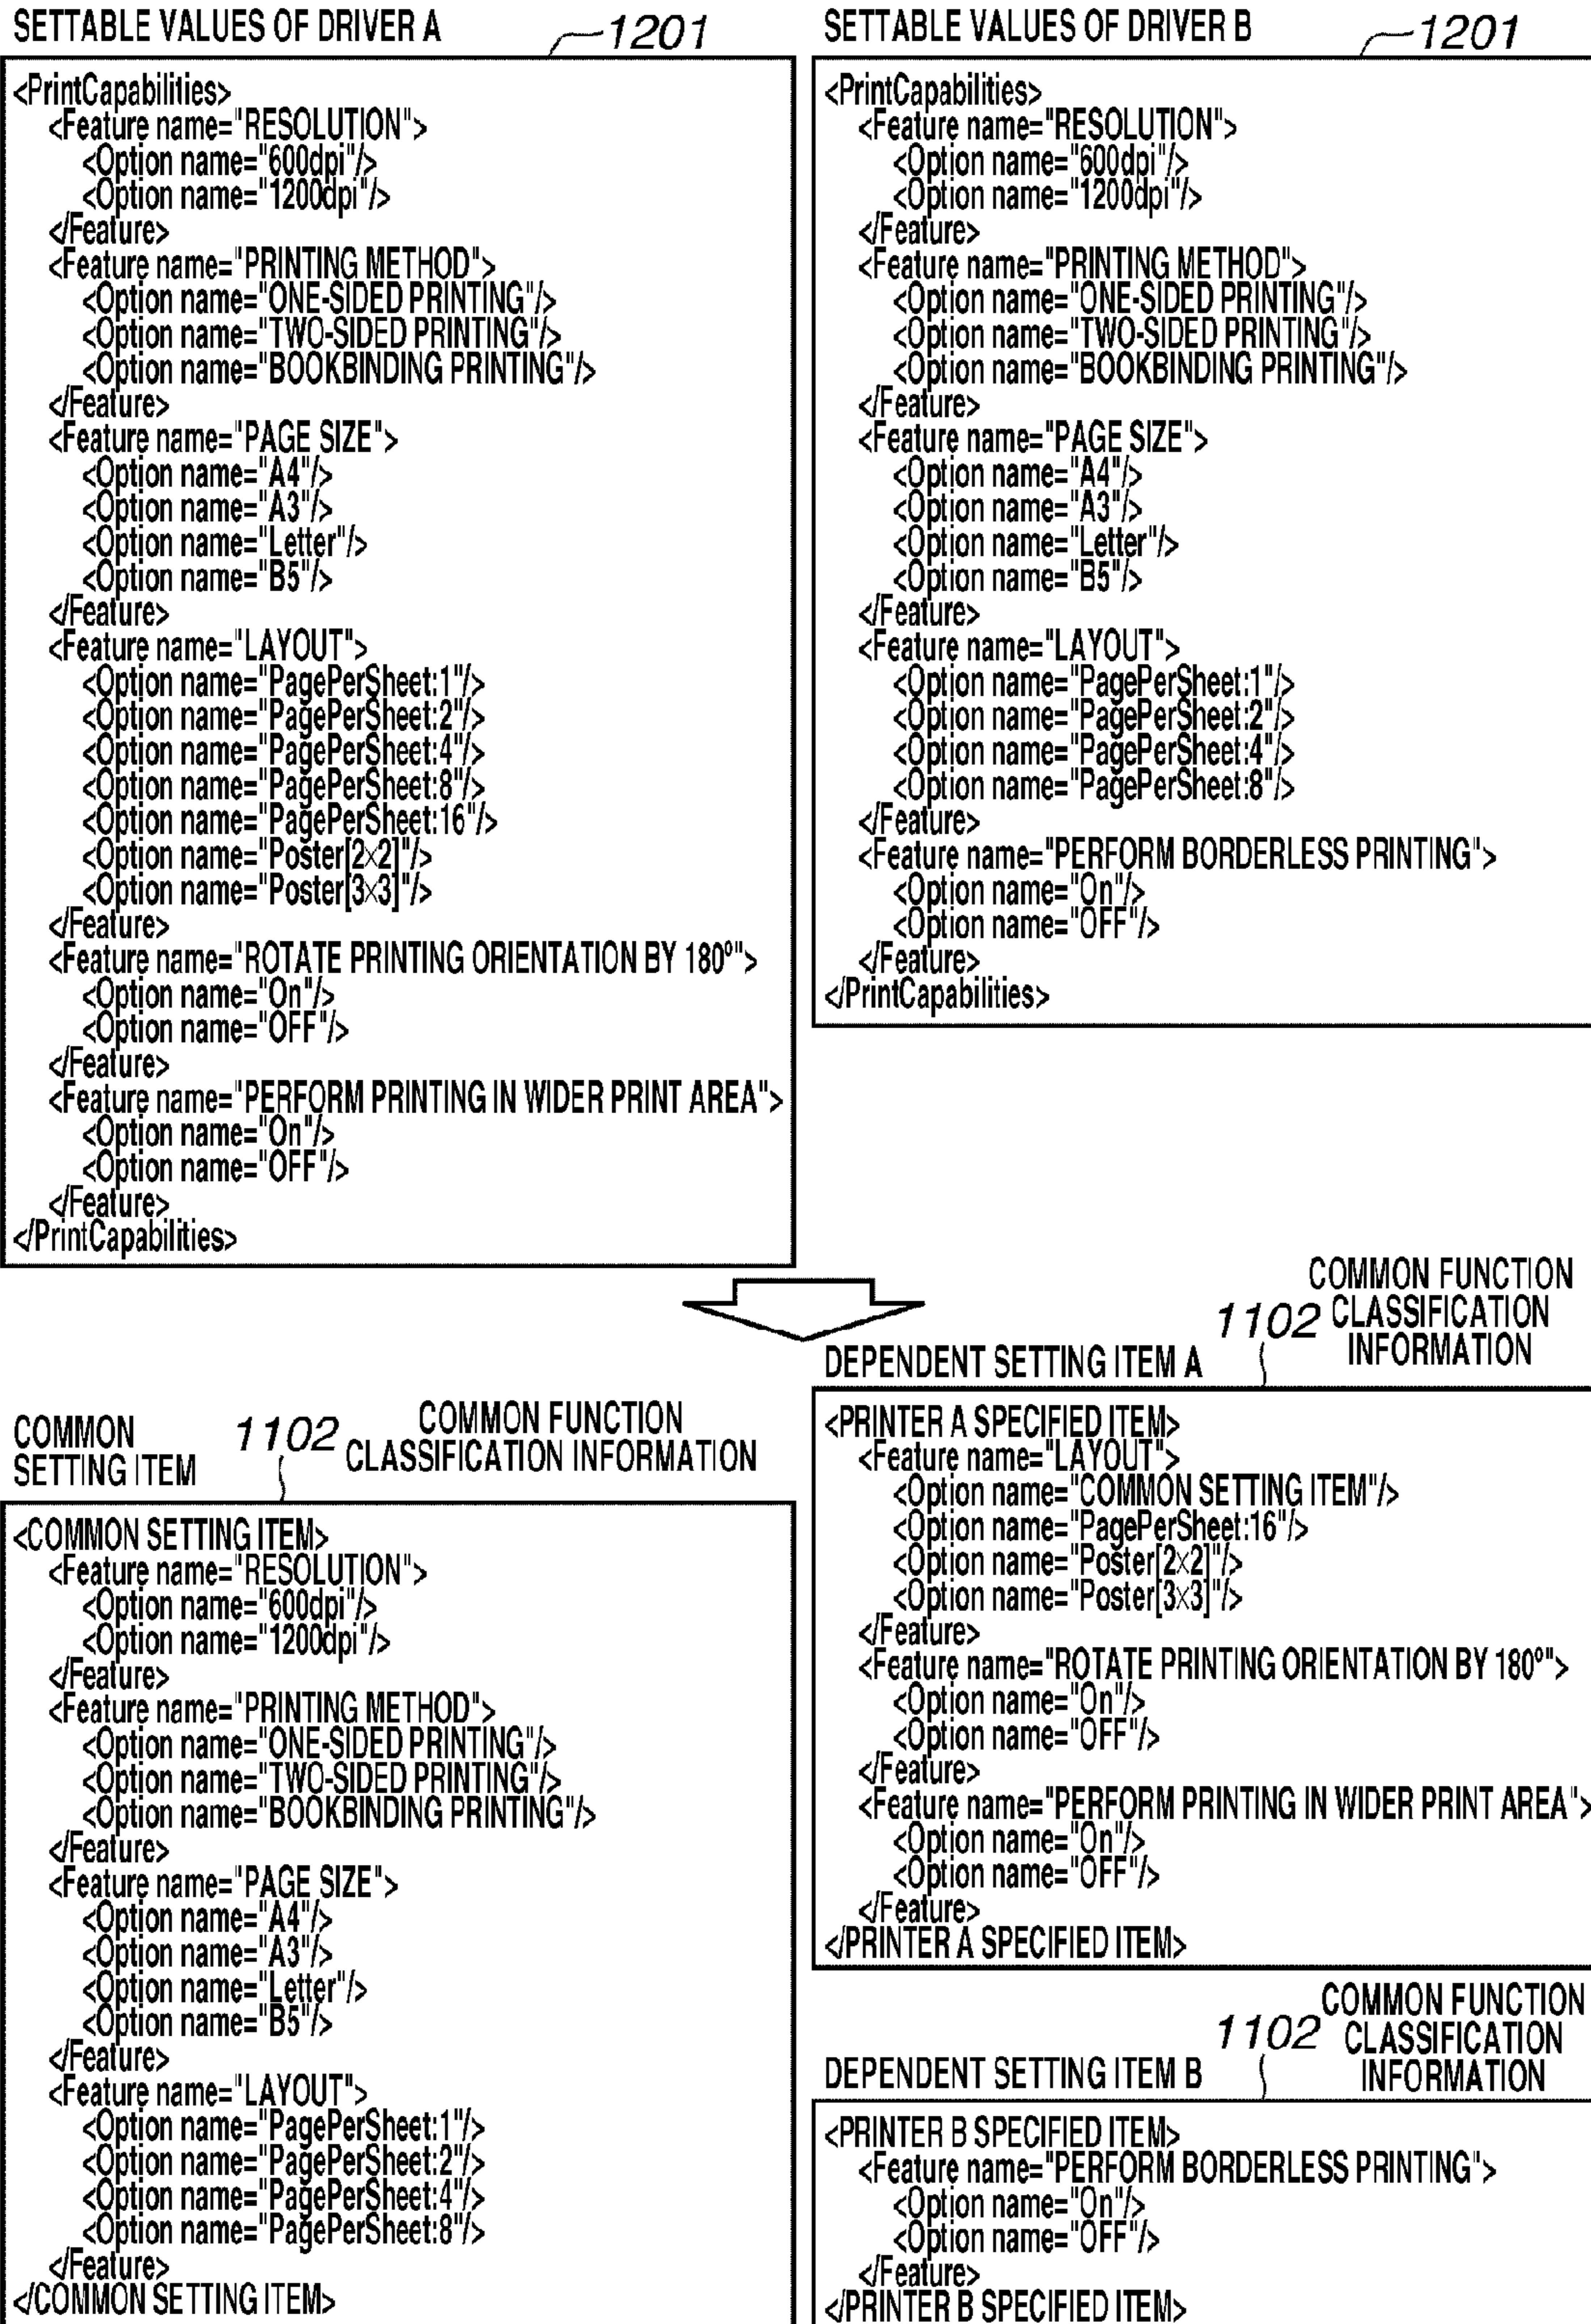 SETTABLE VALUES OF DRIVER A
1201
<PrintCapabilities>
<Feature name="RESOLUTION">
<Option name="600dpi"/>
<Option name="1200dpi"/>
</Feature>
<Feature name="PRINTING METHOD">
<Option name="ONE-SIDED PRINTING"/>
<Option name="TWO-SIDED PRINTING"/>
<Option name="BOOKBINDING PRINTING"/>
</Feature>
<Feature name="PAGE SIZE">
<Option name="A4"/>
<Option name="A3"/>
<Option name="Letter"/>
<Option name="B5"/>
</Feature>
<Feature name="LAYOUT">
<Option name="PagePerSheet:1"/>
<Option name="PagePerSheet:2"/>
<Option name="PagePerSheet:4"/>
<Option name="PagePerSheet:8"/>
<Option name="PagePerSheet:16"/>
<Option name="Poster[2×2]"/>
<Option name="Poster[3×3]"/>
</Feature>
<Feature name="ROTATE PRINTING ORIENTATION BY 180°">
<Option name="On"/>
<Option name="OFF"/>
</Feature>
<Feature name="PERFORM PRINTING IN WIDER PRINT AREA">
<Option name="On"/>
<Option name="OFF"/>
</Feature>
</PrintCapabilities>
SETTABLE VALUES OF DRIVER B
1201
<PrintCapabilities>
<Feature name="RESOLUTION">
<Option name="600dpi"/>
<Option name="1200dpi"/>
</Feature>
<Feature name="PRINTING METHOD">
<Option name="ONE-SIDED PRINTING"/>
<Option name="TWO-SIDED PRINTING"/>
<Option name="BOOKBINDING PRINTING"/>
</Feature>
<Feature name="PAGE SIZE">
<Option name="A4"/>
<Option name="A3"/>
<Option name="Letter"/>
<Option name="B5"/>
</Feature>
<Feature name="LAYOUT">
<Option name="PagePerSheet:1"/>
<Option name="PagePerSheet:2"/>
<Option name="PagePerSheet:4"/>
<Option name="PagePerSheet:8"/>
</Feature>
<Feature name="PERFORM BORDERLESS PRINTING">
<Option name="On"/>
<Option name="OFF"/>
</Feature>
</PrintCapabilities>
COMMON
SETTING ITEM
1102
COMMON FUNCTION
CLASSIFICATION INFORMATION
<COMMON SETTING ITEM>
<Feature name="RESOLUTION">
<Option name="600dpi"/>
<Option name="1200dpi"/>
</Feature>
<Feature name="PRINTING METHOD">
<Option name="ONE-SIDED PRINTING"/>
<Option name="TWO-SIDED PRINTING"/>
<Option name="BOOKBINDING PRINTING"/>
</Feature>
<Feature name="PAGE SIZE">
<Option name="A4"/>
<Option name="A3"/>
<Option name="Letter"/>
<Option name="B5"/>
</Feature>
<Feature name="LAYOUT">
<Option name="PagePerSheet:1"/>
<Option name="PagePerSheet:2"/>
<Option name="PagePerSheet:4"/>
<Option name="PagePerSheet:8"/>
</Feature>
</COMMON SETTING ITEM>
DEPENDENT SETTING ITEM A
1102
COMMON FUNCTION
CLASSIFICATION
INFORMATION
<PRINTER A SPECIFIED ITEM>
<Feature name="LAYOUT">
<Option name="COMMON SETTING ITEM"/>
<Option name="PagePerSheet:16"/>
<Option name="Poster[2×2]"/>
<Option name="Poster[3×3]"/>
</Feature>
<Feature name="ROTATE PRINTING ORIENTATION BY 180°">
<Option name="On"/>
<Option name="OFF"/>
</Feature>
<Feature name="PERFORM PRINTING IN WIDER PRINT AREA">
<Option name="On"/>
<Option name="OFF"/>
</Feature>
</PRINTER A SPECIFIED ITEM>
DEPENDENT SETTING ITEM B
1102
COMMON FUNCTION
CLASSIFICATION
INFORMATION
<PRINTER B SPECIFIED ITEM>
<Feature name="PERFORM BORDERLESS PRINTING">
<Option name="On"/>
<Option name="OFF"/>
</Feature>
</PRINTER B SPECIFIED ITEM>